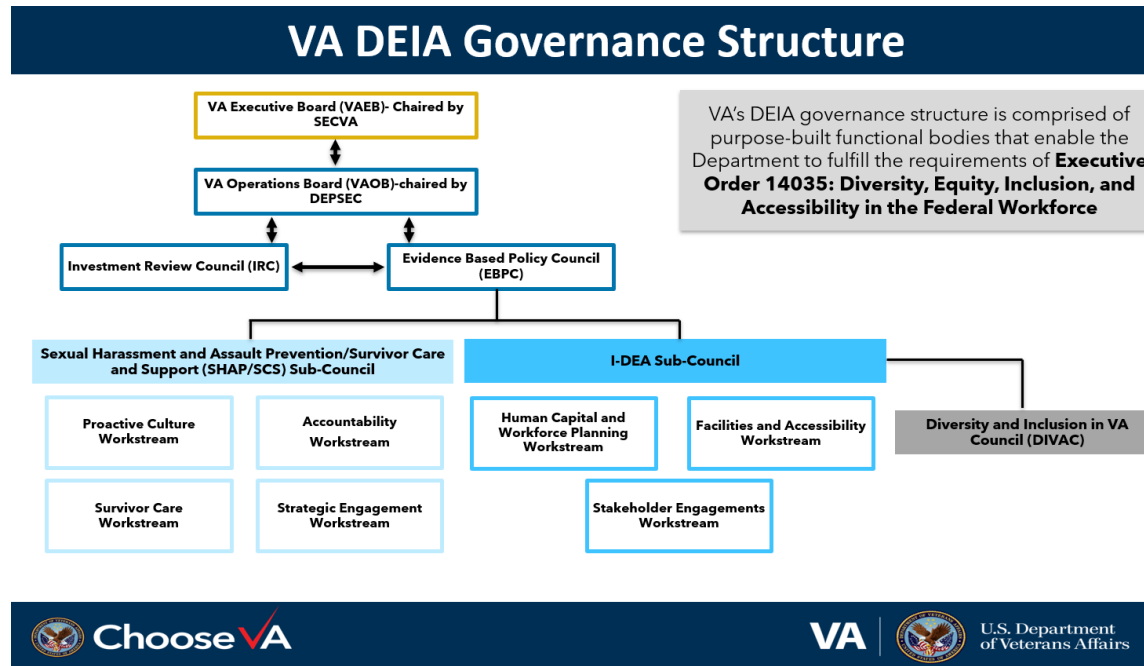 VA DEIA Governance Structure
VA Executive Board (VAEB)- Chaired by
SECVA
VA's DEIA governance structure is comprised of
purpose-built functional bodies that enable the
Department to fulfill the requirements of Executive
Order 14035: Diversity, Equity, Inclusion, and
Accessibility in the Federal Workforce
VA Operations Board (VAOB)-chaired by
DEPSEC
Investment Review Council (IRC)
Evidence Based Policy Council
(EBPC)
Sexual Harassment and Assault Prevention/Survivor Care
and Support (SHAP/SCS) Sub-Council
I-DEA Sub-Council
Proactive Culture
Workstream
Accountability
Workstream
Human Capital and
Workforce Planning
Workstream
Facilities and Accessibility
Workstream
Diversity and Inclusion in VA
Council (DIVAC)
Survivor Care
Workstream
Strategic Engagement
Workstream
Stakeholder Engagements
Workstream
Choose VA
VA
U.S. Department
of Veterans Affairs